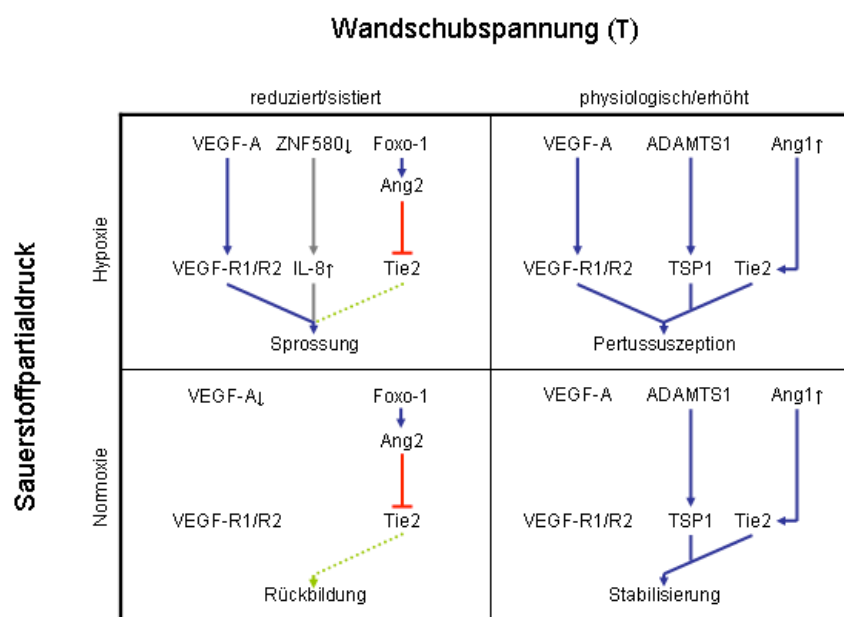 Wandschubspannung (T)
reduziert/sistiert physiologisch/erhöht
Sauerstoffpartialdruck
Hypoxie
VEGF-A ZNF580↓ Foxo-1
Ang2
VEGF-R1/R2 IL-8↑ Tie2
Sprossung
VEGF-A ADAMTS1 Ang1↑
VEGF-R1/R2 TSP1 Tie2
Pertussuszeption
Normoxie
VEGF-A↓ Foxo-1
Ang2
VEGF-R1/R2 Tie2
Rückbildung
VEGF-A ADAMTS1 Ang1↑
VEGF-R1/R2 TSP1 Tie2
Stabilisierung